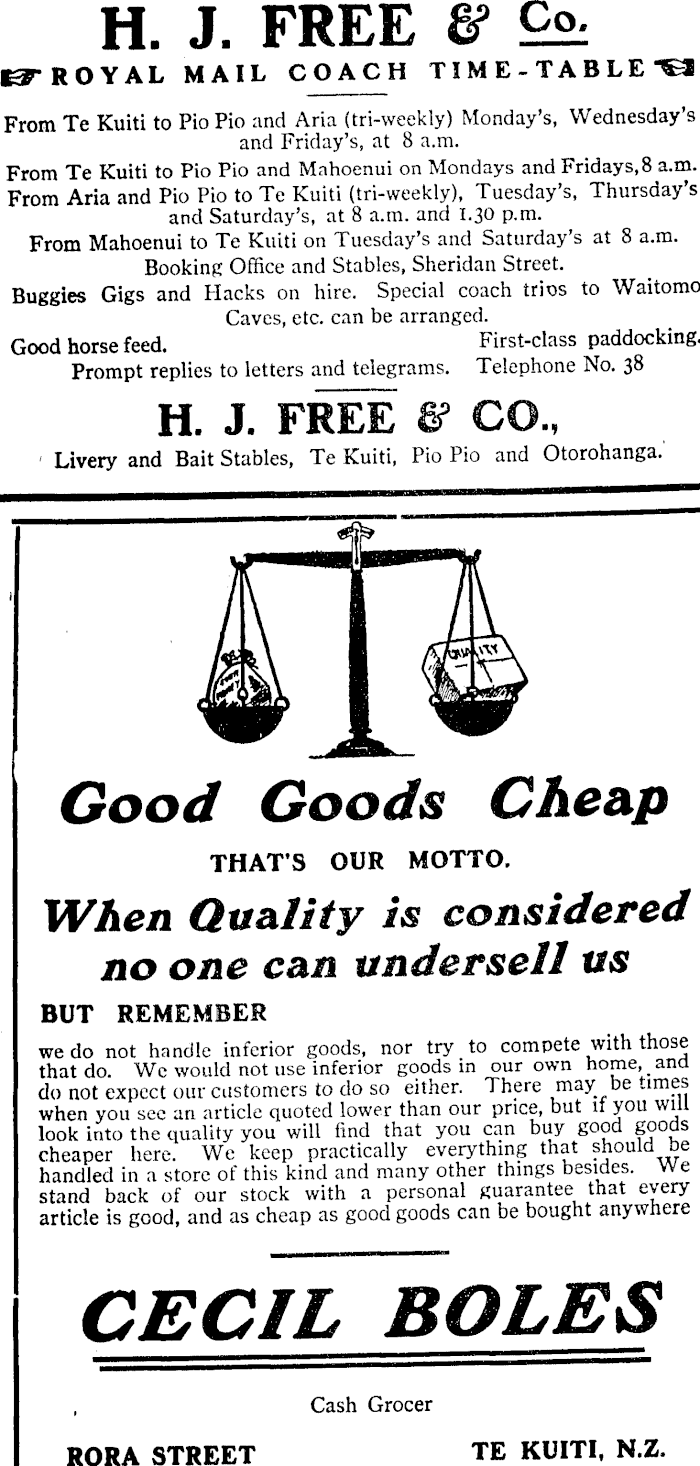 H. J. FREE & Co.
ROYAL MAIL COACH TIME-TABLE
From Te Kuiti to Pio Pio and Aria (tri-weekly) Monday's, Wednesday's
and Friday's, at 8 a.m.
From Te Kuiti to Pio Pio and Mahoenui on Mondays and Fridays, 8 a.m.
From Aria and Pio Pio to Te Kuiti (tri-weekly), Tuesday's, Thursday's
and Saturday's, at 8 a.m. and 1.30 p.m.
From Mahoenui to Te Kuiti on Tuesday's and Saturday's at 8 a.m.
Booking Office and Stables, Sheridan Street.
Buggies Gigs and Hacks on hire. Special coach trips to Waitomo
Caves, etc. can be arranged.
Good horse feed. First-class paddocking.
Prompt replies to letters and telegrams. Telephone No. 38
H. J. FREE & CO.,
Livery and Bait Stables, Te Kuiti, Pio Pio and Otorohanga.
YOUR MONEY
QUALITY
Good Goods Cheap
THAT'S OUR MOTTO.
When Quality is considered
no one can undersell us
BUT REMEMBER
we do not handle inferior goods, nor try to compete with those
that do. We would not use inferior goods in our own home, and
do not expect our customers to do so either. There may be times
when you see an article quoted lower than our price, but if you will
look into the quality you will find that you can buy good goods
cheaper here. We keep practically everything that should be
handled in a store of this kind and many other things besides. We
stand back of our stock with a personal guarantee that every
article is good, and as cheap as good goods can be bought anywhere
CECIL BOLES
Cash Grocer
RORA STREET TE KUITI, N.Z.